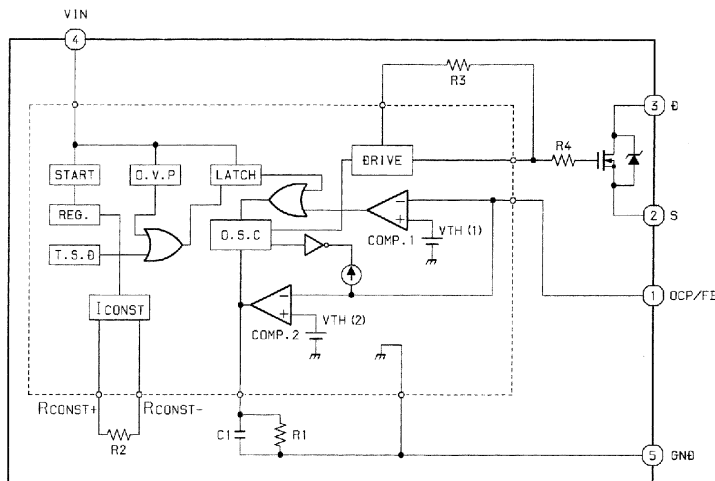 VIN
4
R3
3 D
DRIVE
R4
START
O.V.P
LATCH
REG.
O.S.C
COMP.1
VTH(1)
2 S
T.S.D
ICONST
COMP.2
VTH(2)
1 OCP/FB
RCONST+
RCONST-
R2
C1
R1
5 GND